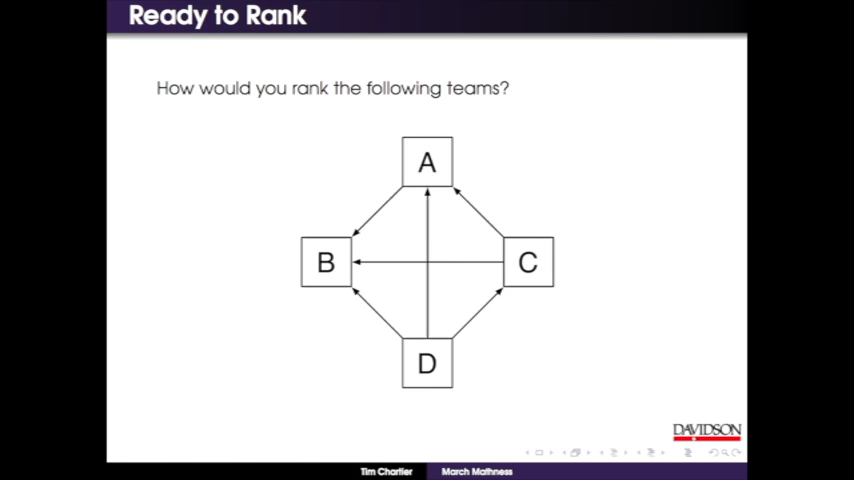 Ready to Rank
How would you rank the following teams?
A
B
C
D
DAVIDSON
Tim Chartier
March Mathness